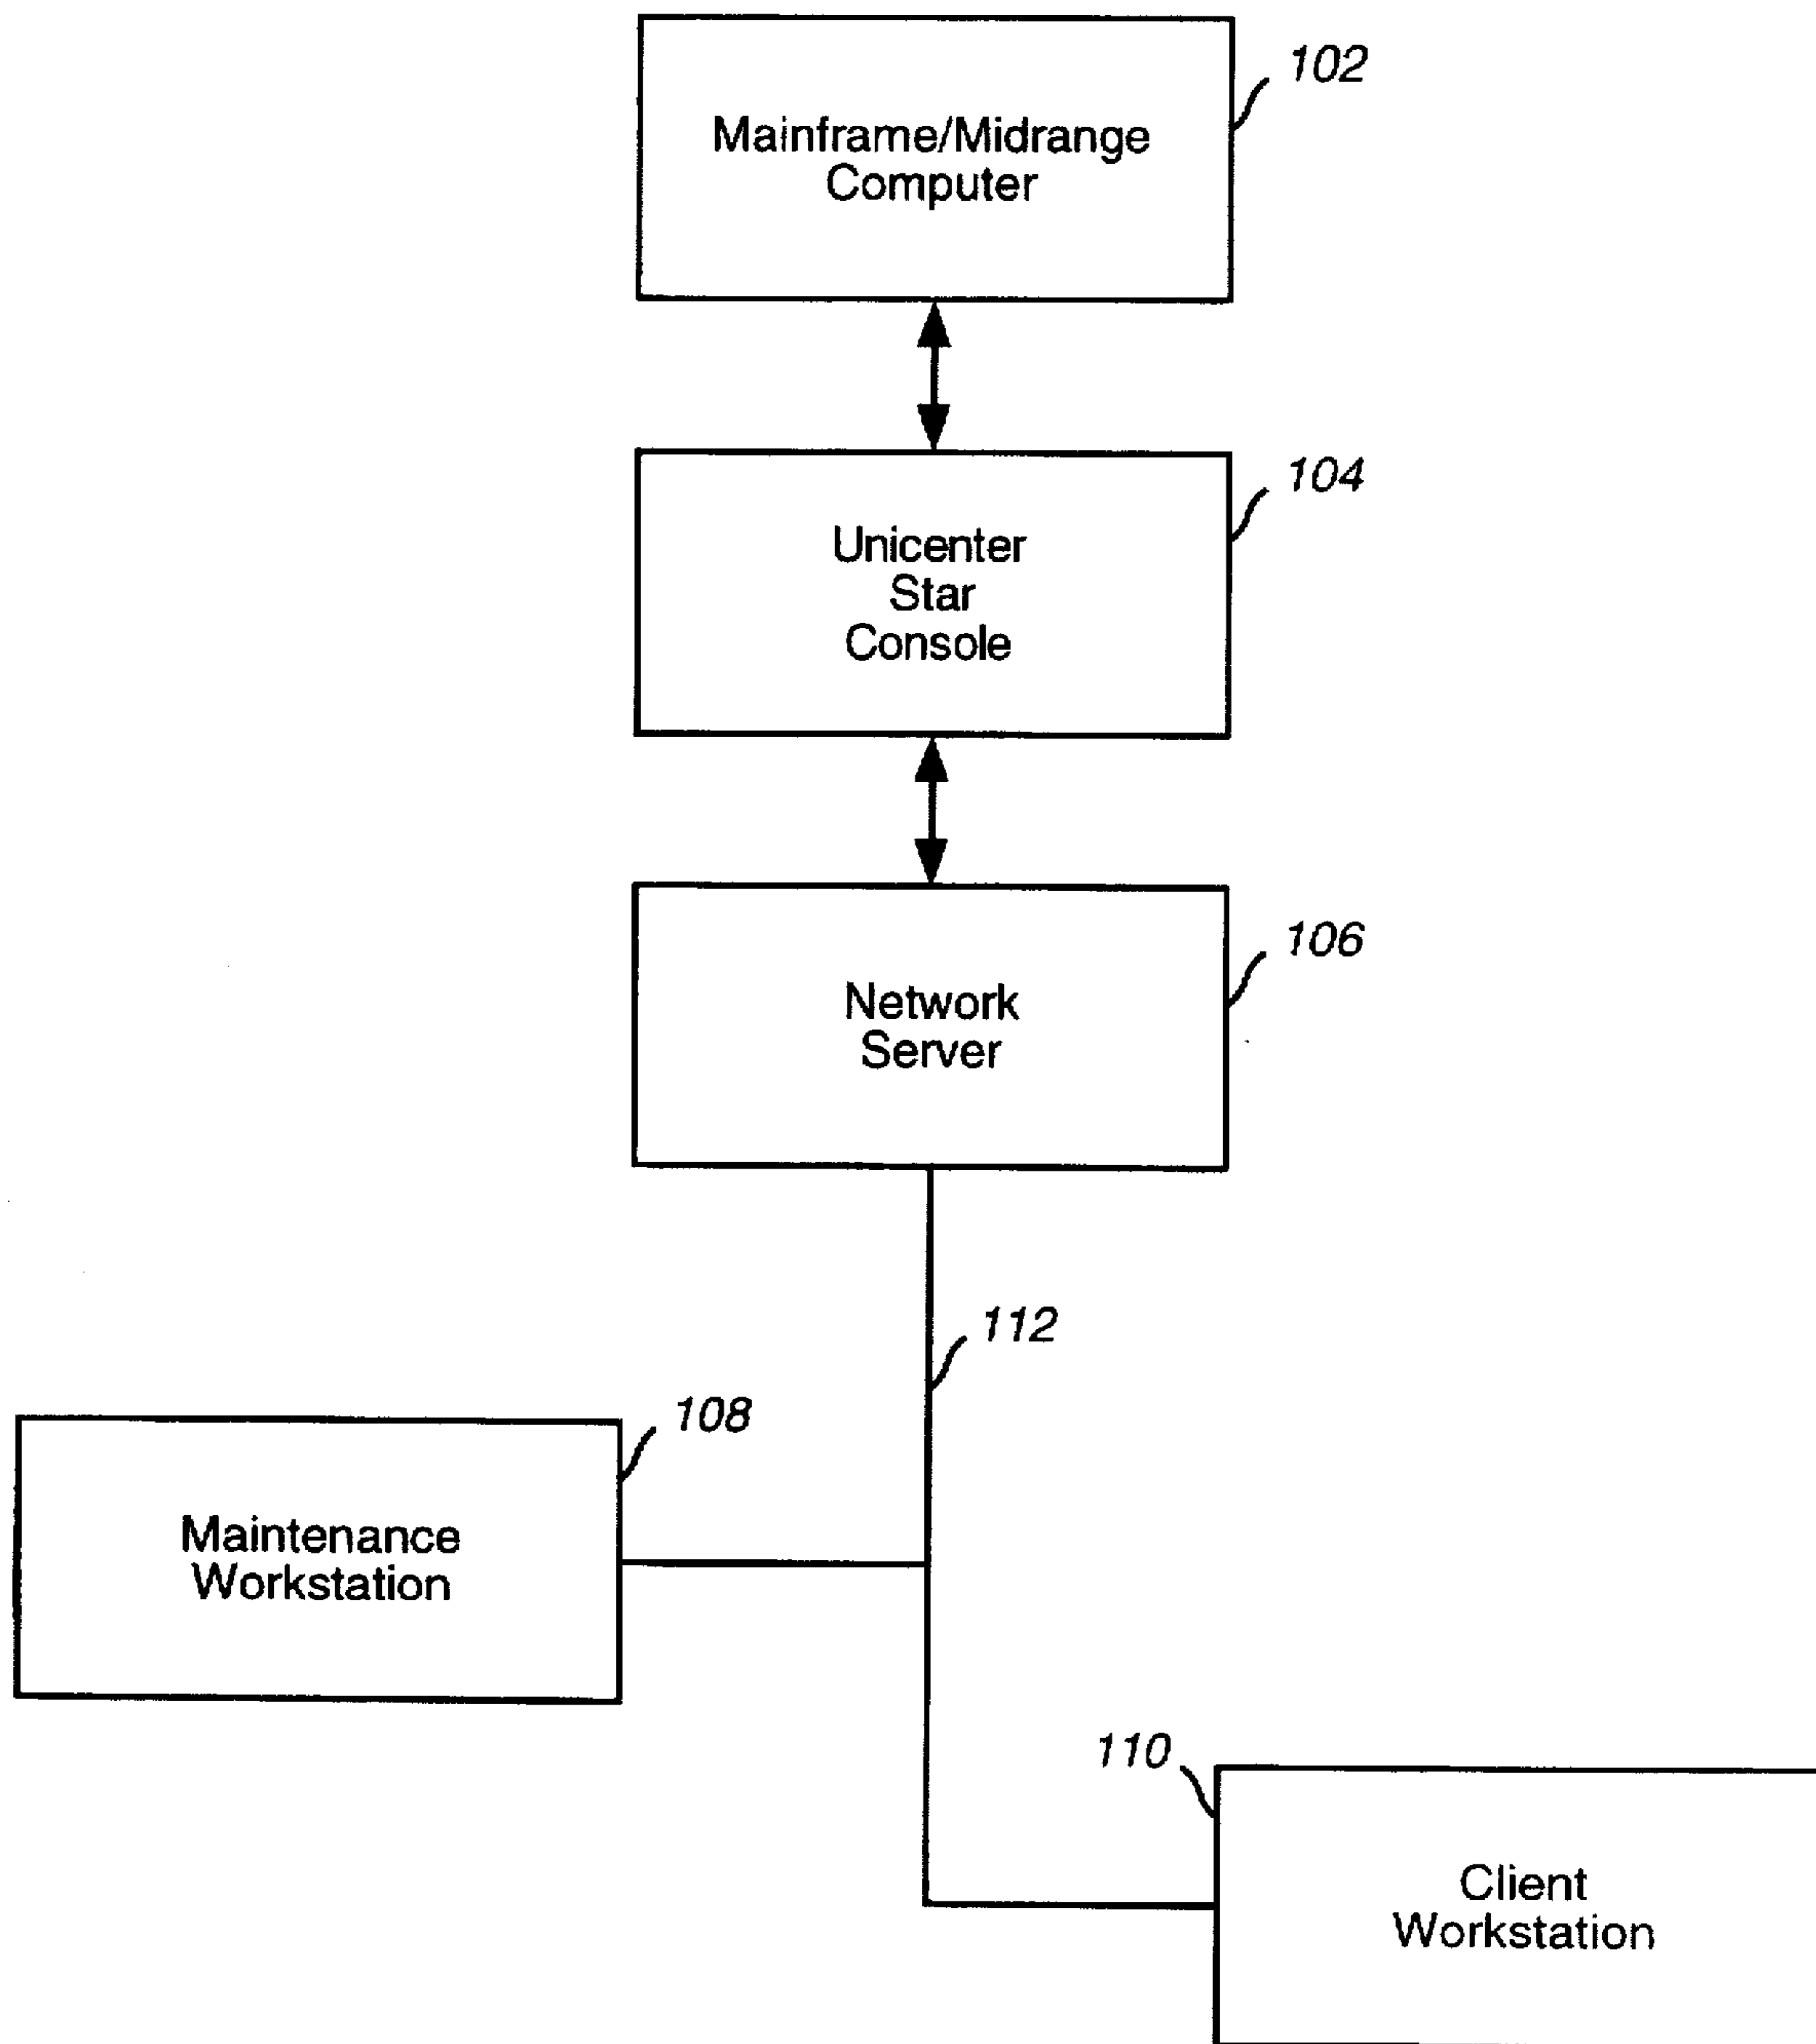 102
Mainframe/Midrange
Computer
104
Unicenter
Star
Console
106
Network
Server
112
108
Maintenance
Workstation
110
Client
Workstation